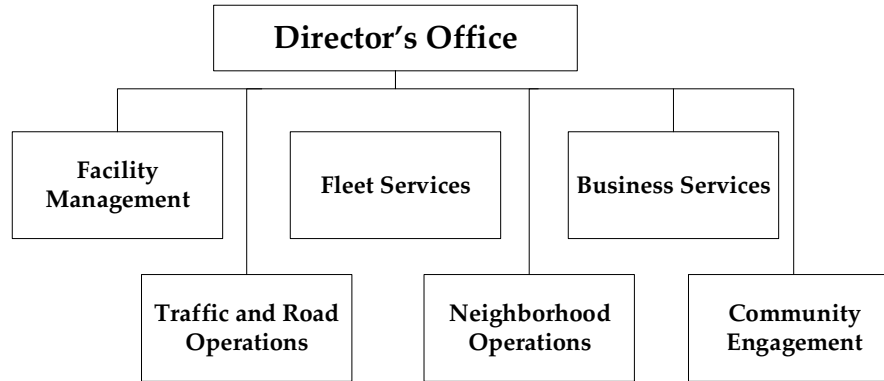 Director's Office
Facility
Management
Fleet Services
Business Services
Traffic and Road
Operations
Neighborhood
Operations
Community
Engagement